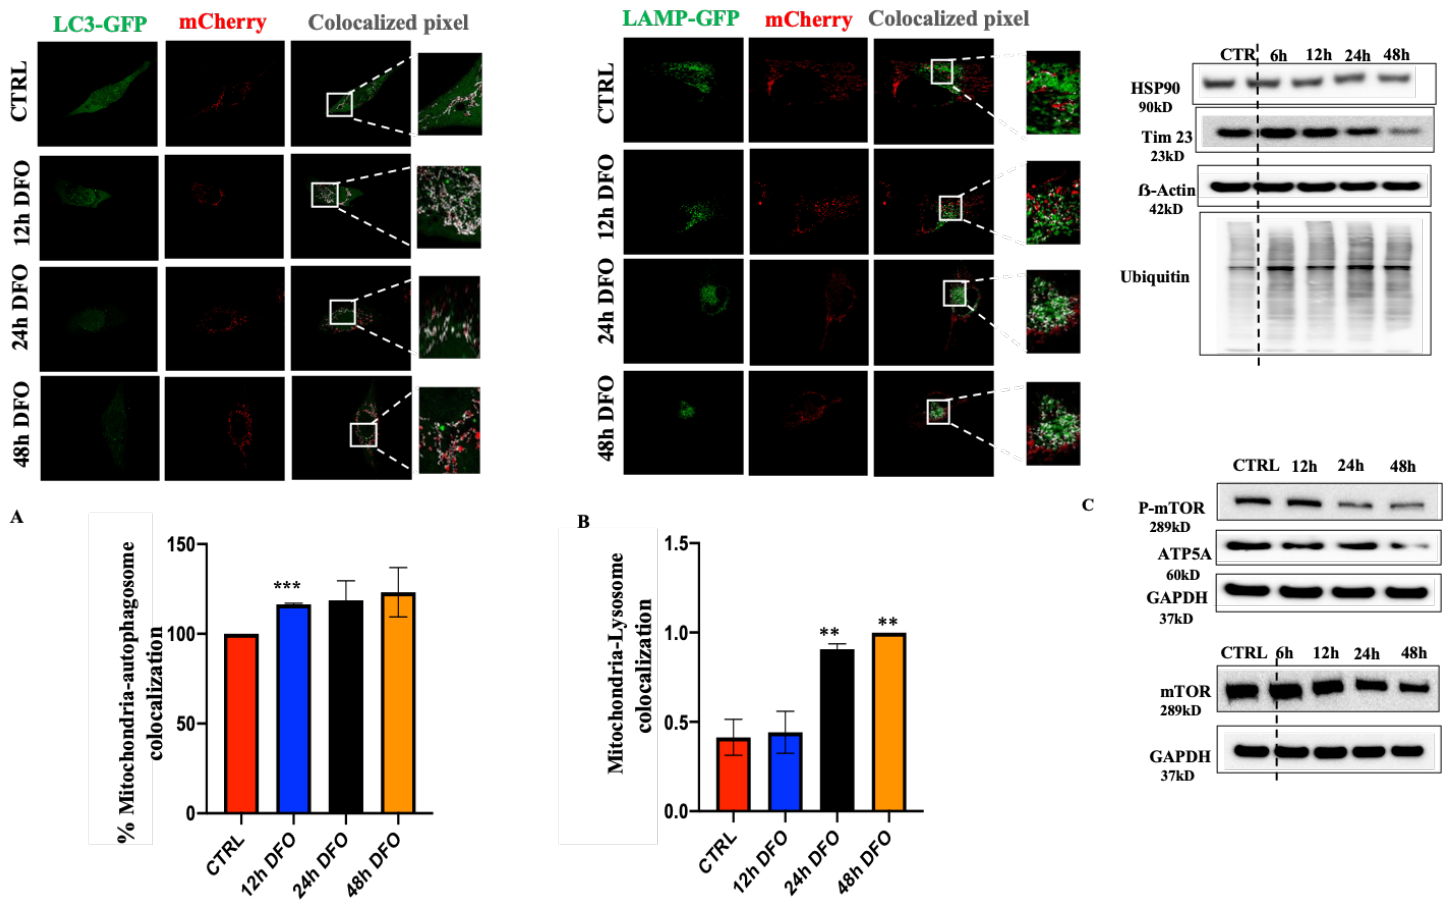 LC3-GFP mCherry Colocalized pixel
CTRL
12h DFO
24h DFO
48h DFO
LAMP-GFP mCherry Colocalized pixel
CTRL
12h DFO
24h DFO
48h DFO
CTR 6h 12h 24h 48h
HSP90
90kD
Tim 23
23kD
ß-Actin
42kD
Ubiquitin
A
% Mitochondria-autophagosome
colocalization
150
100
50
0
***
CTRL
12h DFO
24h DFO
48h DFO
B
Mitochondria-Lysosome
colocalization
1.5
1.0
0.5
0.0
**
**
CTRL
12h DFO
24h DFO
48h DFO
C
CTRL 12h 24h 48h
P-mTOR
289kD
ATP5A
60kD
GAPDH
37kD
CTRL 6h 12h 24h 48h
mTOR
289kD
GAPDH
37kD